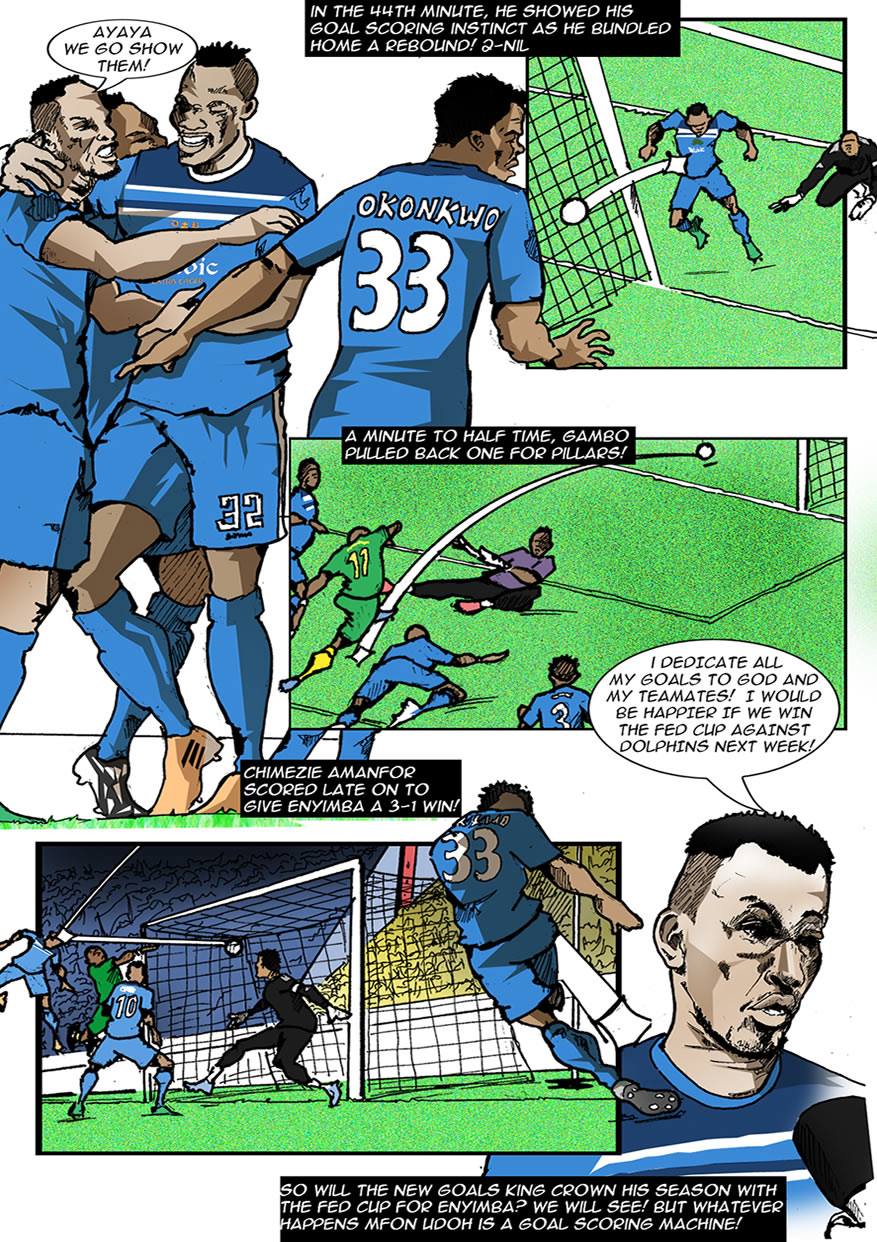 AYAYA
WE GO SHOW
THEM!
IN THE 44TH MINUTE, HE SHOWED HIS
GOAL SCORING INSTINCT AS HE BUNDLED
HOME A REBOUND! 2-NIL
OKONKWO
33
32
A MINUTE TO HALF TIME, GAMBO
PULLED BACK ONE FOR PILLARS!
11
3
I DEDICATE ALL
MY GOALS TO GOD AND
MY TEAMATES! I WOULD
BE HAPPIER IF WE WIN
THE FED CUP AGAINST
DOLPHINS NEXT WEEK!
CHIMEZIE AMANFOR
SCORED LATE ON TO
GIVE ENYIMBA A 3-1 WIN!
33
10
SO WILL THE NEW GOALS KING CROWN HIS SEASON WITH
THE FED CUP FOR ENYIMBA? WE WILL SEE! BUT WHATEVER
HAPPENS MFON UDOH IS A GOAL SCORING MACHINE!